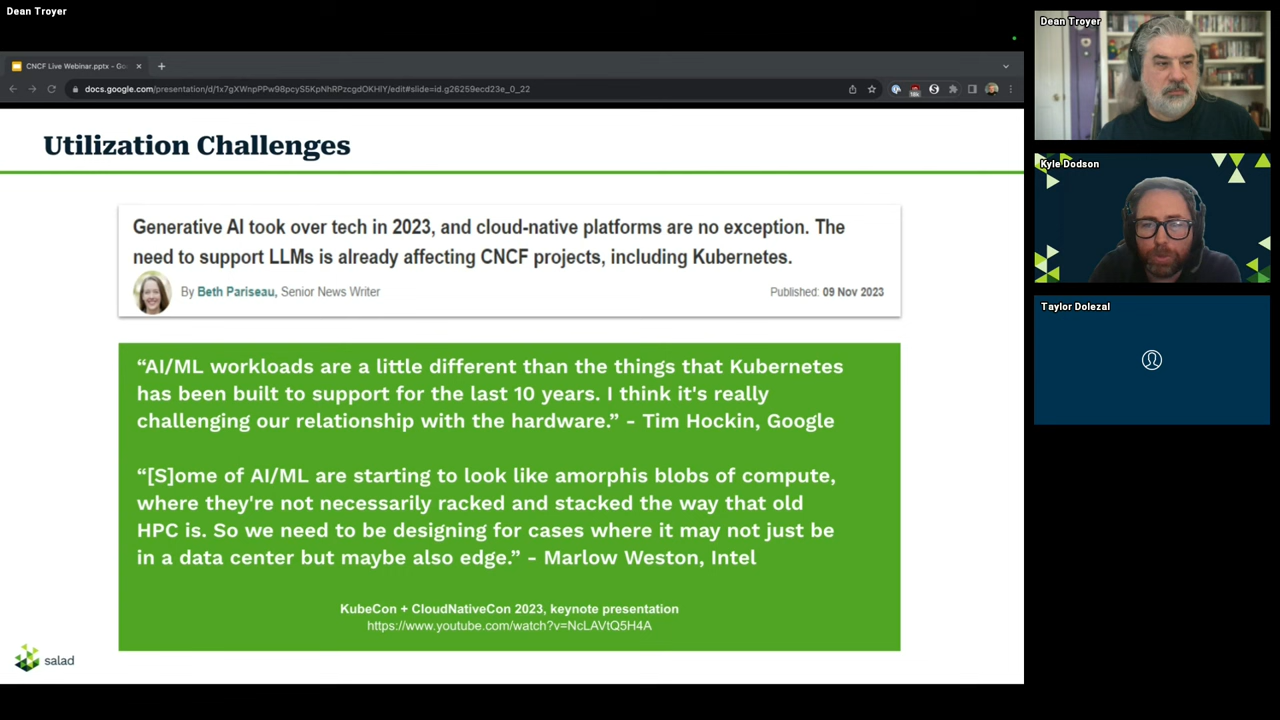 Dean Troyer
CNCF Live Webinar.pptx - Go
docs.google.com/presentation/d/1x7gXWnpPPw98pcyS5KpNhRPzcgdOKHlY/edit#slide=id.g26259ecd23e_0_22
Utilization Challenges
Generative AI took over tech in 2023, and cloud-native platforms are no exception. The
need to support LLMs is already affecting CNCF projects, including Kubernetes.
By Beth Pariseau, Senior News Writer
Published: 09 Nov 2023
“AI/ML workloads are a little different than the things that Kubernetes
has been built to support for the last 10 years. I think it's really
challenging our relationship with the hardware.” - Tim Hockin, Google
“[S]ome of AI/ML are starting to look like amorphis blobs of compute,
where they're not necessarily racked and stacked the way that old
HPC is. So we need to be designing for cases where it may not just be
in a data center but maybe also edge.” - Marlow Weston, Intel
KubeCon + CloudNativeCon 2023, keynote presentation
https://www.youtube.com/watch?v=NcLAVtQ5H4A
salad
Dean Troyer
Kyle Dodson
Taylor Dolezal